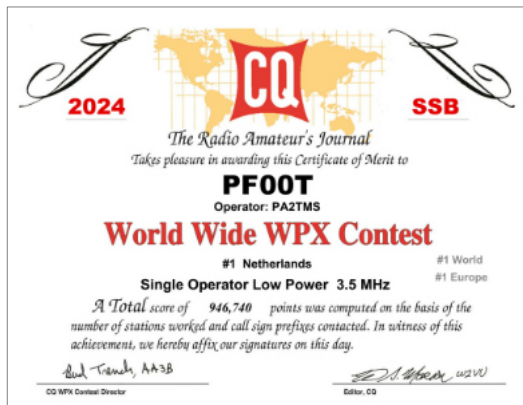 2024
CQ
SSB
The Radio Amateur's Journal
Takes pleasure in awarding this Certificate of Merit to
PF00T
Operator: PA2TMS
World Wide WPX Contest
#1 Netherlands
#1 World
#1 Europe
Single Operator Low Power 3.5 MHz
A Total score of 946,740 points was computed on the basis of the
number of stations worked and call sign prefixes contacted. In witness of this
achievement, we hereby affix our signatures on this day.
Bud Trench, AA3B
W2VU
CQ WPX Contest Director
Editor, CQ